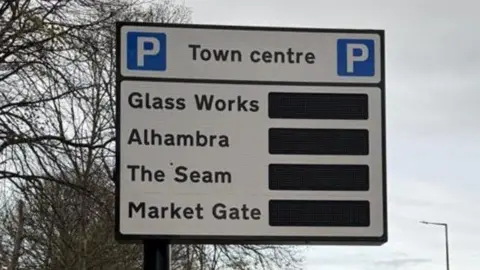 P Town centre P
Glass Works
Alhambra
The Seam
Market Gate